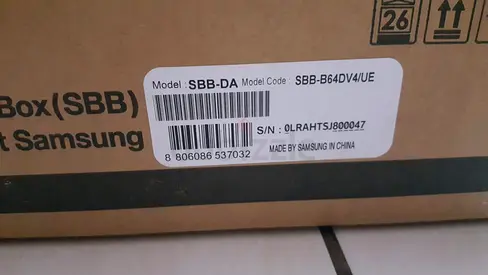 26
Model : SBB-DA Model Code : SBB-B64DV4/UE
Box(SBB)
t Samsung
S/N : 0LRAHTSJ800047
8 806086 537032
MADE BY SAMSUNG IN CHINA